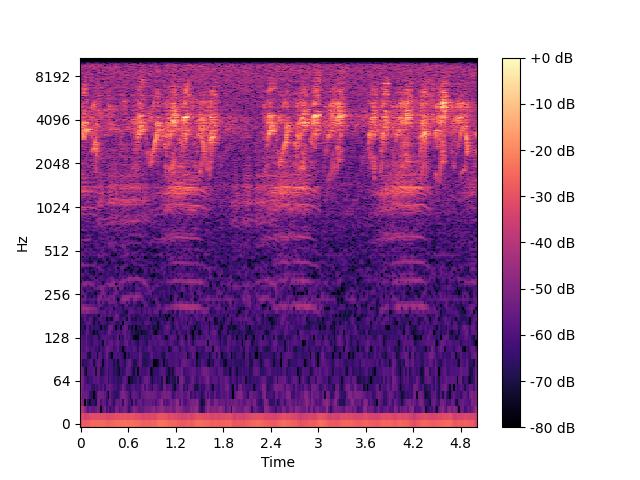 8192
4096
2048
1024
512
256
128
64
0
Hz
0 0.6 1.2 1.8 2.4 3 3.6 4.2 4.8
Time
+0 dB
-10 dB
-20 dB
-30 dB
-40 dB
-50 dB
-60 dB
-70 dB
-80 dB